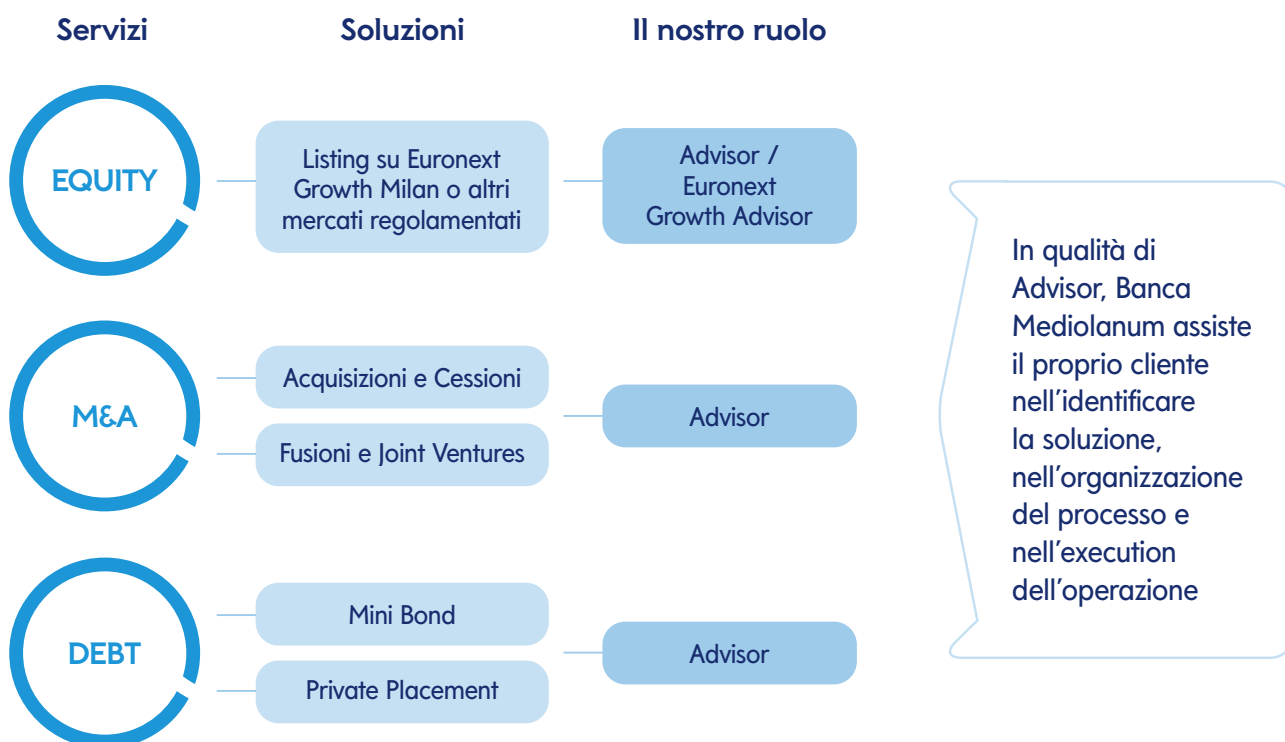 Servizi
Soluzioni
Il nostro ruolo
EQUITY
Listing su Euronext
Growth Milan o altri
mercati regolamentati
Advisor /
Euronext
Growth Advisor
M&A
Acquisizioni e Cessioni
Fusioni e Joint Ventures
Advisor
DEBT
Mini Bond
Private Placement
Advisor
In qualità di
Advisor, Banca
Mediolanum assiste
il proprio cliente
nell'identificare
la soluzione,
nell'organizzazione
del processo e
nell'execution
dell'operazione